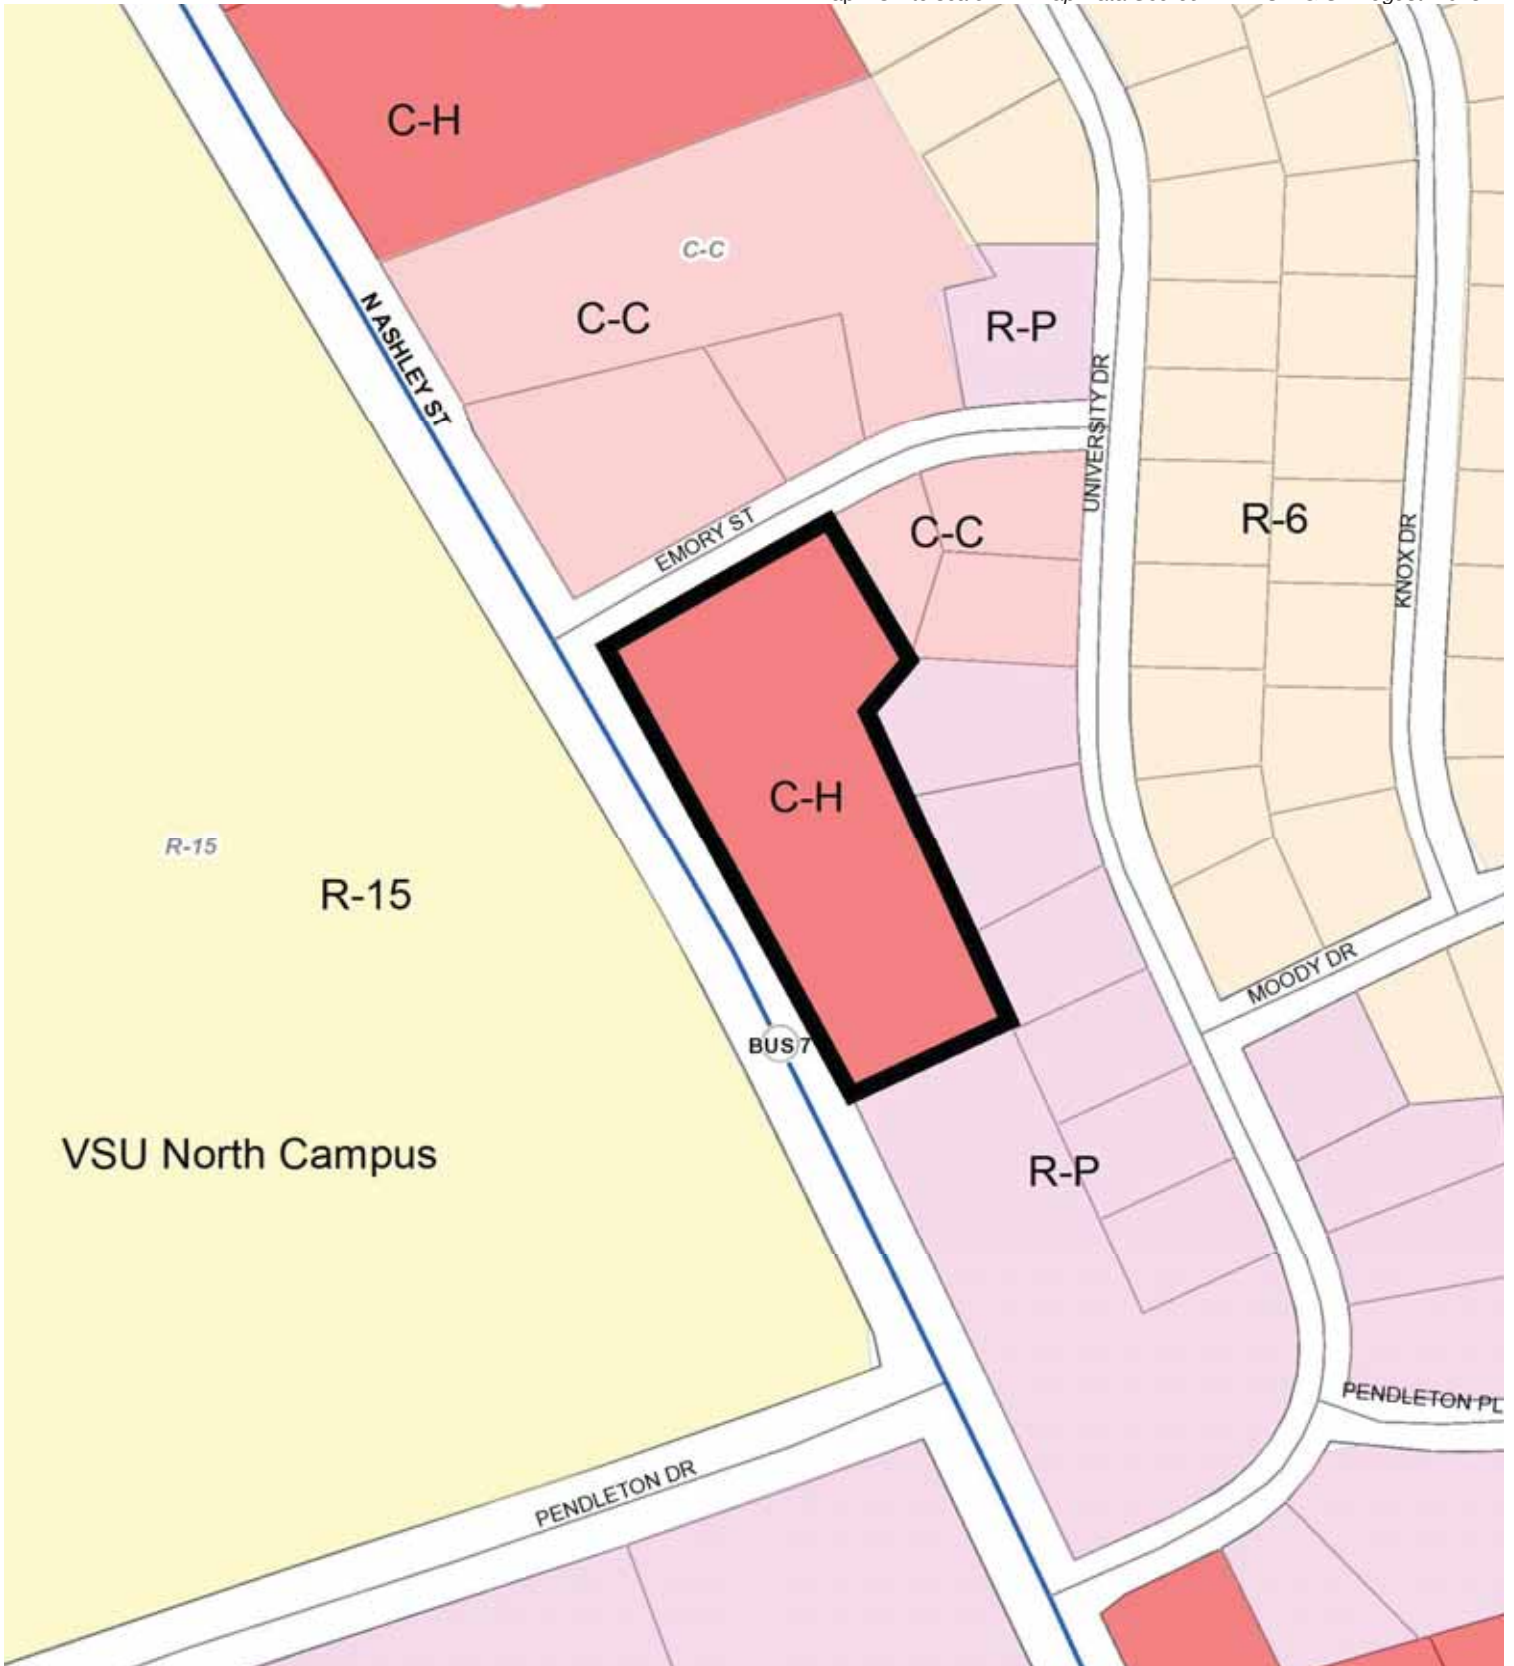 C-H
C-C
C-C
R-P
N ASHLEY ST
UNIVERSITY DR
EMORY ST
C-C
R-6
KNOX DR
C-H
R-15
R-15
MOODY DR
BUS 7
VSU North Campus
R-P
PENDLETON PL
PENDLETON DR